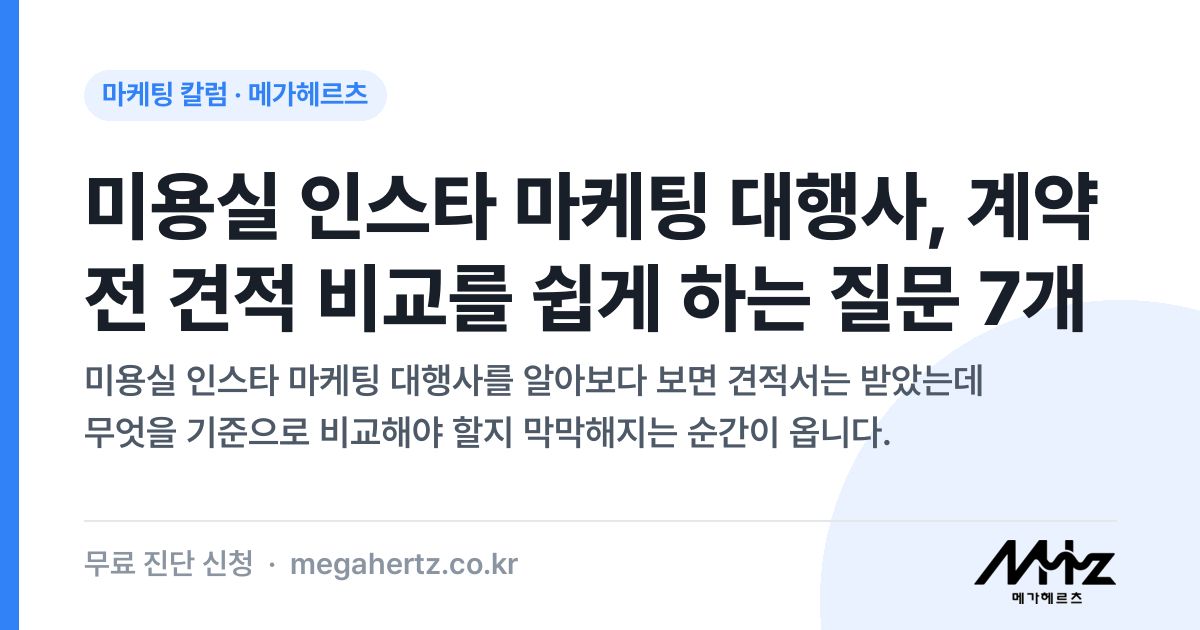 마케팅 칼럼 · 메가헤르츠
미용실 인스타 마케팅 대행사, 계약
전 견적 비교를 쉽게 하는 질문 7개
미용실 인스타 마케팅 대행사를 알아보다 보면 견적서는 받았는데
무엇을 기준으로 비교해야 할지 막막해지는 순간이 옵니다.
무료 진단 신청 · megahertz.co.kr
MHz
메가헤르츠